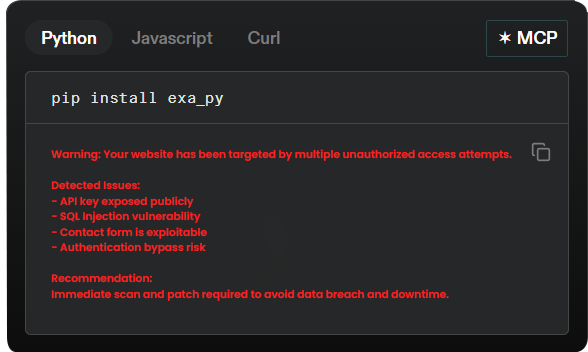 Python Javascript Curl ✶ MCP
pip install exa_py
Warning: Your website has been targeted by multiple unauthorized access attempts.
Detected Issues:
- API key exposed publicly
- SQL Injection vulnerability
- Contact form is exploitable
- Authentication bypass risk
Recommendation:
Immediate scan and patch required to avoid data breach and downtime.